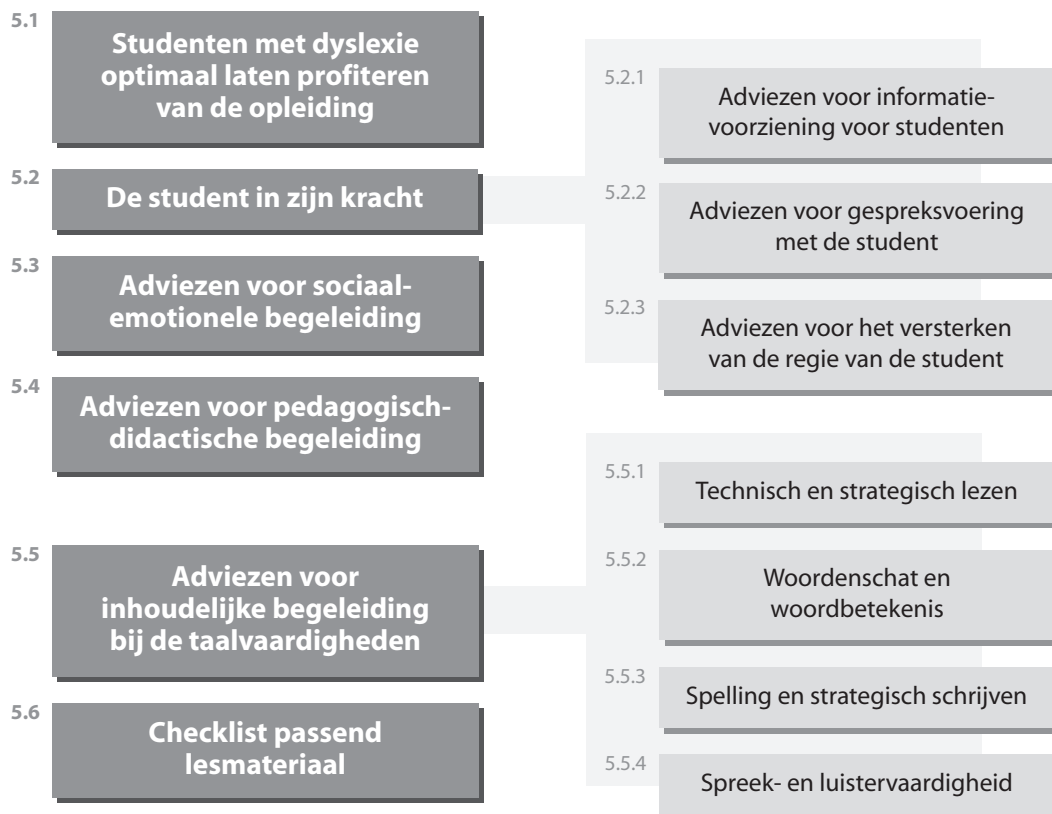 5.1
Studenten met dyslexie
optimaal laten profiteren
van de opleiding
5.2
De student in zijn kracht
5.2.1
Adviezen voor informatie-
voorziening voor studenten
5.2.2
Adviezen voor gespreksvoering
met de student
5.2.3
Adviezen voor het versterken
van de regie van de student
5.3
Adviezen voor sociaal-
emotionele begeleiding
5.4
Adviezen voor pedagogisch-
didactische begeleiding
5.5
Adviezen voor
inhoudelijke begeleiding
bij de taalvaardigheden
5.5.1
Technisch en strategisch lezen
5.5.2
Woordenschat en
woordbetekenis
5.5.3
Spelling en strategisch schrijven
5.5.4
Spreek- en luistervaardigheid
5.6
Checklist passend
lesmateriaal